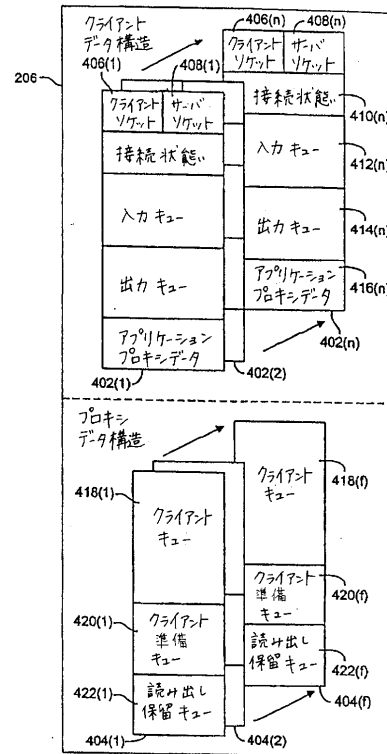 クライアント
データ構造
406(n)
408(n)
クライアント
ソケット
サーバ
ソケット
206
406(1)
408(1)
クライアント
ソケット
サーバ
ソケット
接続状態
410(n)
接続状態
入力キュー
412(n)
入力キュー
出力キュー
414(n)
出力キュー
アプリケーション
プロキシデータ
416(n)
アプリケーション
プロキシデータ
402(n)
402(1)
402(2)
プロキシ
データ構造
418(1)
クライアント
キュー
418(f)
クライアント
キュー
420(1)
クライアント
準備
キュー
420(f)
クライアント
準備
キュー
422(1)
読み出し
保留キュー
422(f)
読み出し
保留キュー
404(f)
404(1)
404(2)